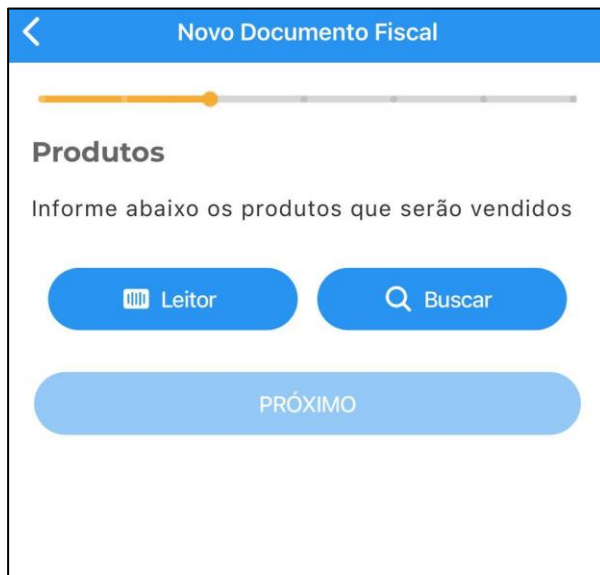 Novo Documento Fiscal
Produtos
Informe abaixo os produtos que serão vendidos
Leitor
Buscar
PRÓXIMO